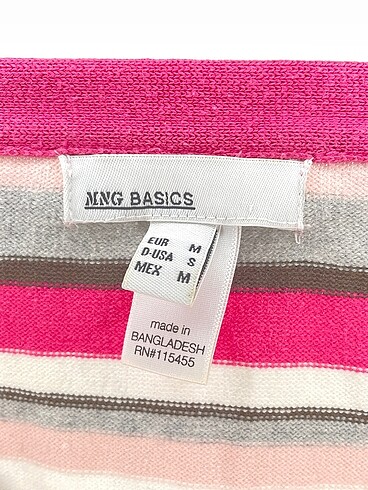 MNG BASICS
EUR M
D-USA S
MEX M
made in
BANGLADESH
RN#115455